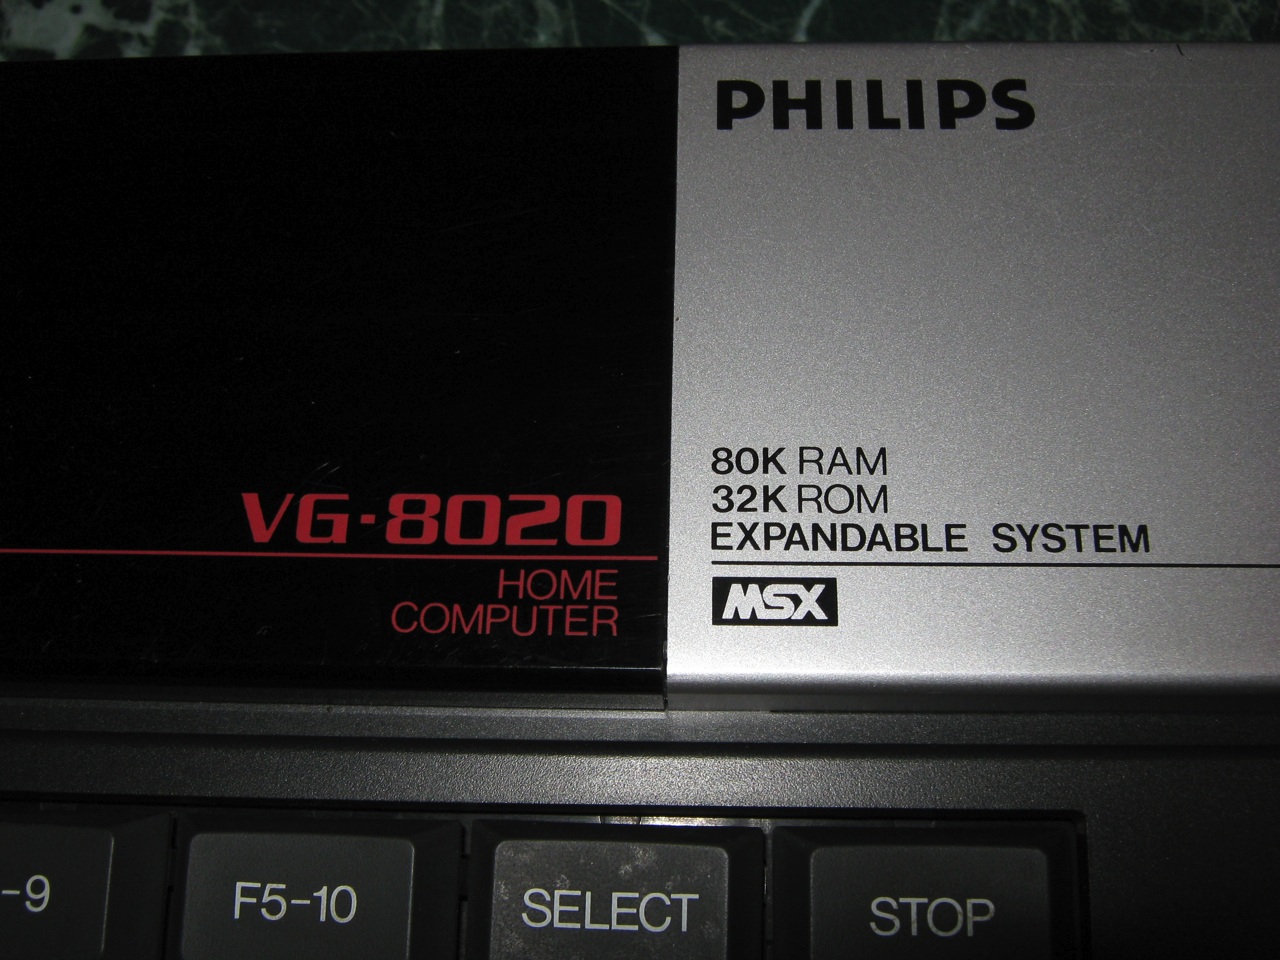 PHILIPS
80K RAM
32K ROM
EXPANDABLE SYSTEM
MSX
VG-8020
HOME
COMPUTER
-9
F5-10
SELECT
STOP